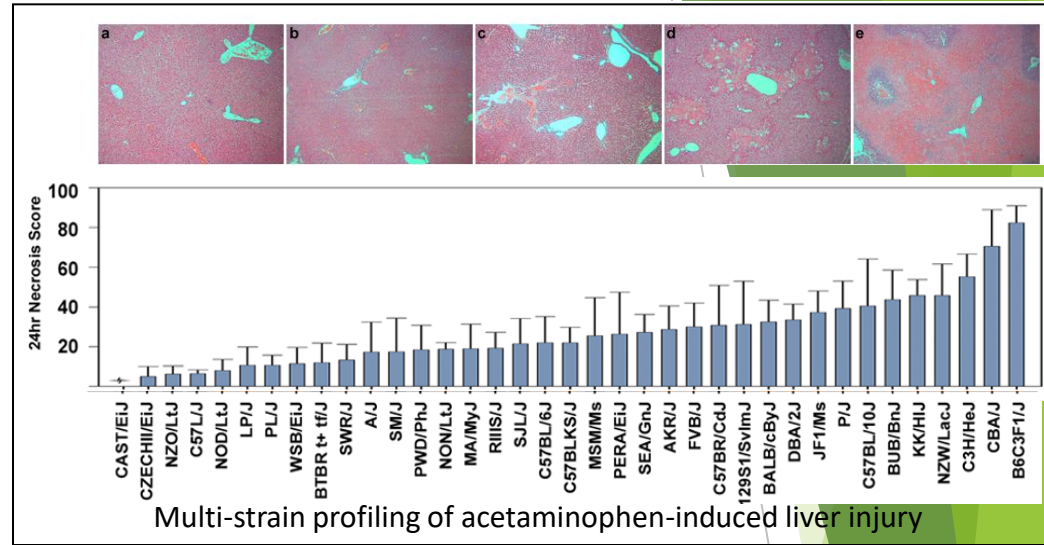 a b c d e
24hr Necrosis Score
100
80
60
40
20
CAST/EiJ
CZECHII/EiJ
NZO/LtJ
C57L/J
NOD/LtJ
LP/J
PL/J
WSB/EiJ
BTBR t+ tf/J
SWR/J
A/J
SM/J
PWD/PhJ
NON/LtJ
MA/MyJ
RIIIS/J
SJL/J
C57BL/6J
C57BLKS/J
MSM/Ms
PERA/EiJ
SEA/GnJ
AKR/J
FVB/J
C57BR/CdJ
129S1/SvImJ
BALB/cByJ
DBA/2J
JF1/Ms
P/J
C57BL/10J
BUB/BnJ
KK/HIJ
NZW/LacJ
C3H/HeJ
CBA/J
B6C3F1/J
Multi-strain profiling of acetaminophen-induced liver injury